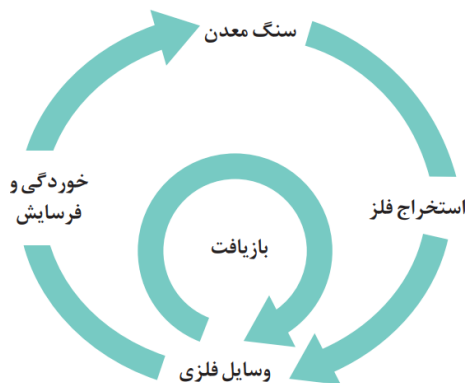 سنگ معدن
استخراج فلز
وسایل فلزی
خوردگی و
فرسایش
بازیافت